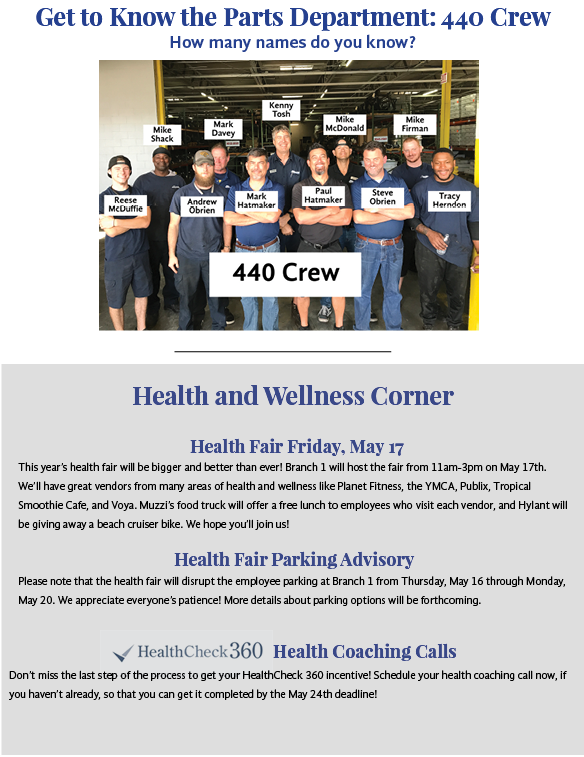 Get to Know the Parts Department: 440 Crew
How many names do you know?
Kenny
Tosh
Mark
Davey
Mike
McDonald
Mike
Firman
Mike
Shack
Reese
McDuffie
Andrew
Obrien
Mark
Hatmaker
Paul
Hatmaker
Steve
Obrien
Tracy
Herndon
440 Crew
Health and Wellness Corner
Health Fair Friday, May 17
This year's health fair will be bigger and better than ever! Branch 1 will host the fair from 11am-3pm on May 17th.
We'll have great vendors from many areas of health and wellness like Planet Fitness, the YMCA, Publix, Tropical
Smoothie Cafe, and Voya. Muzzi's food truck will offer a free lunch to employees who visit each vendor, and Hylant will
be giving away a beach cruiser bike. We hope you'll join us!
Health Fair Parking Advisory
Please note that the health fair will disrupt the employee parking at Branch 1 from Thursday, May 16 through Monday,
May 20. We appreciate everyone's patience! More details about parking options will be forthcoming.
HealthCheck360 Health Coaching Calls
Don't miss the last step of the process to get your HealthCheck 360 incentive! Schedule your health coaching call now, if
you haven't already, so that you can get it completed by the May 24th deadline!